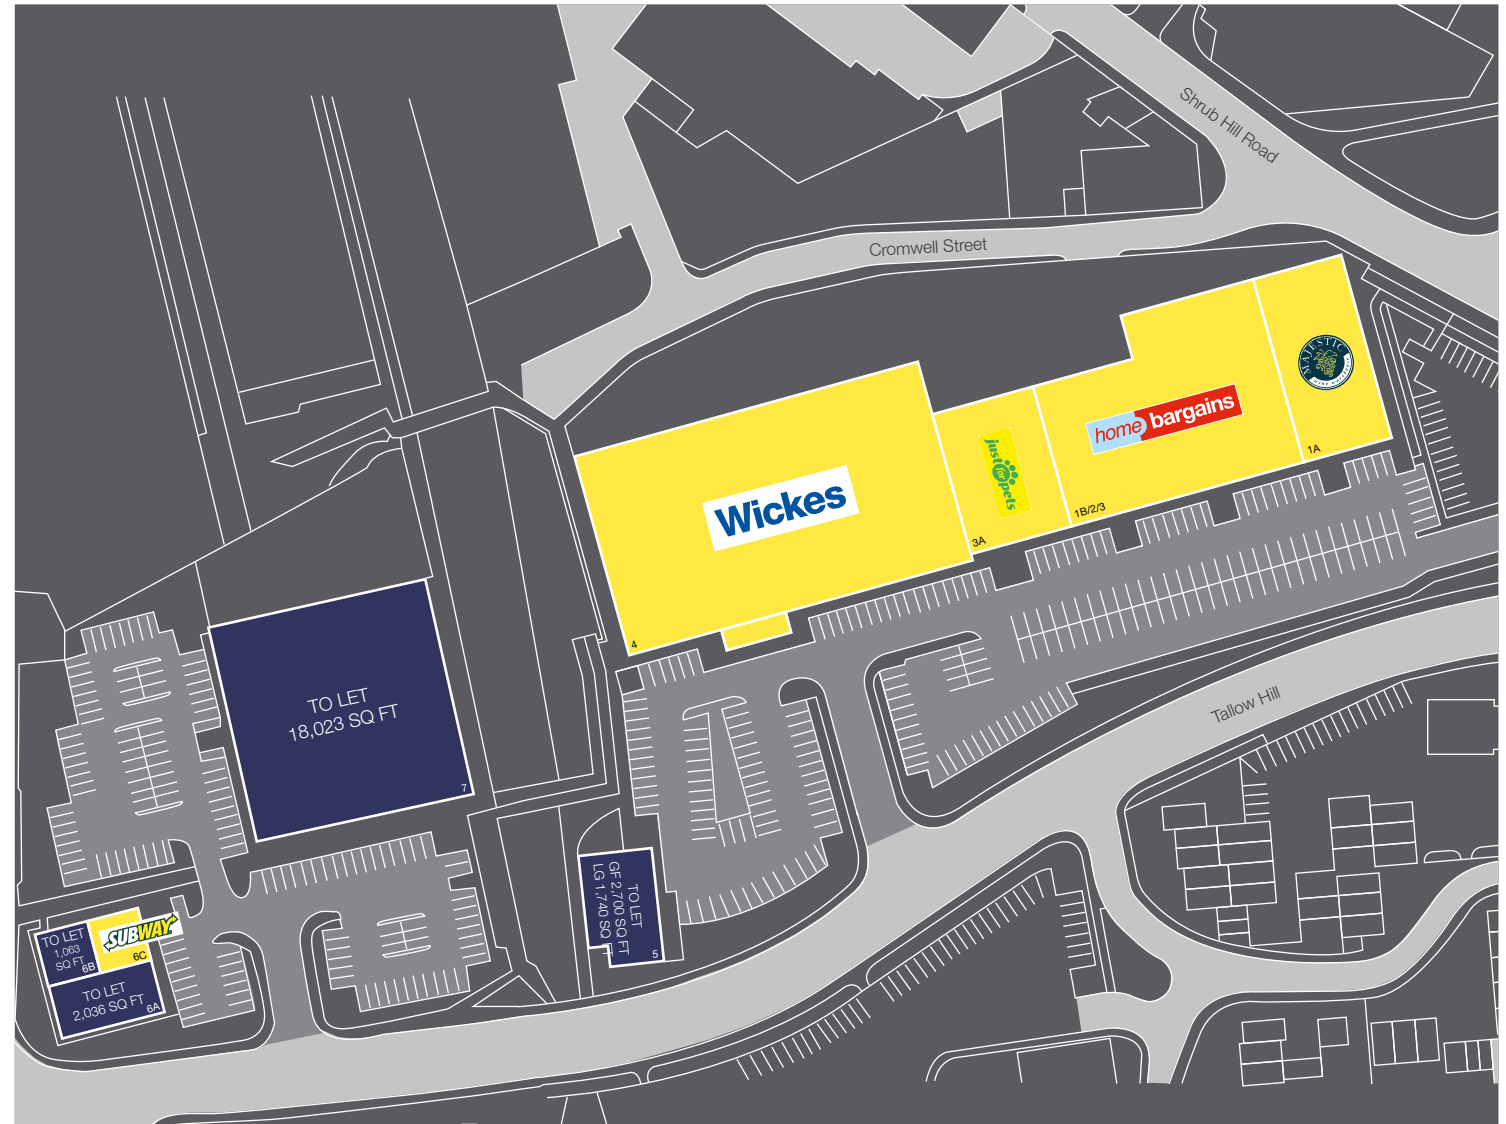 Shrub Hill Road
Cromwell Street
MAJESTIC
1A
home bargains
1B/2/3
just for pets
3A
Wickes
4
TO LET
18,023 SQ FT
7
Tallow Hill
TO LET
GF 2,700 SQ FT
LG 1,740 SQ FT
5
TO LET
1,063
SQ FT
6B
SUBWAY
6C
TO LET
2,036 SQ FT
6A